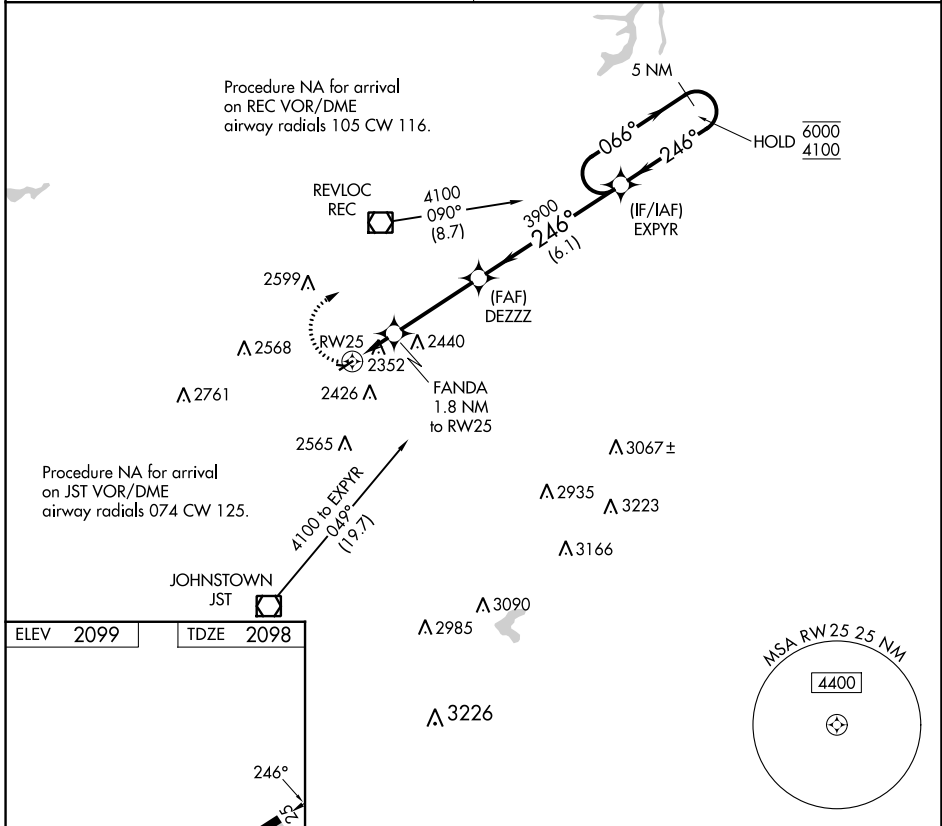 Procedure NA for arrival
on REC VOR/DME
airway radials 105 CW 116.
5 NM
066°
246°
HOLD 6000
4100
REVLOC
REC
4100
090°
(8.7)
3900
246°
(6.1)
(IF/IAF)
EXPYR
(FAF)
DEZZZ
2599
2568
RW25
2440
2352
2761
2426
FANDA
1.8 NM
to RW25
2565
3067±
Procedure NA for arrival
on JST VOR/DME
airway radials 074 CW 125.
4100 to EXPYR
049°
(19.7)
2935
3223
3166
JOHNSTOWN
JST
3090
2985
ELEV 2099
TDZE 2098
3226
MSA RW25 25 NM
4400
246°
25